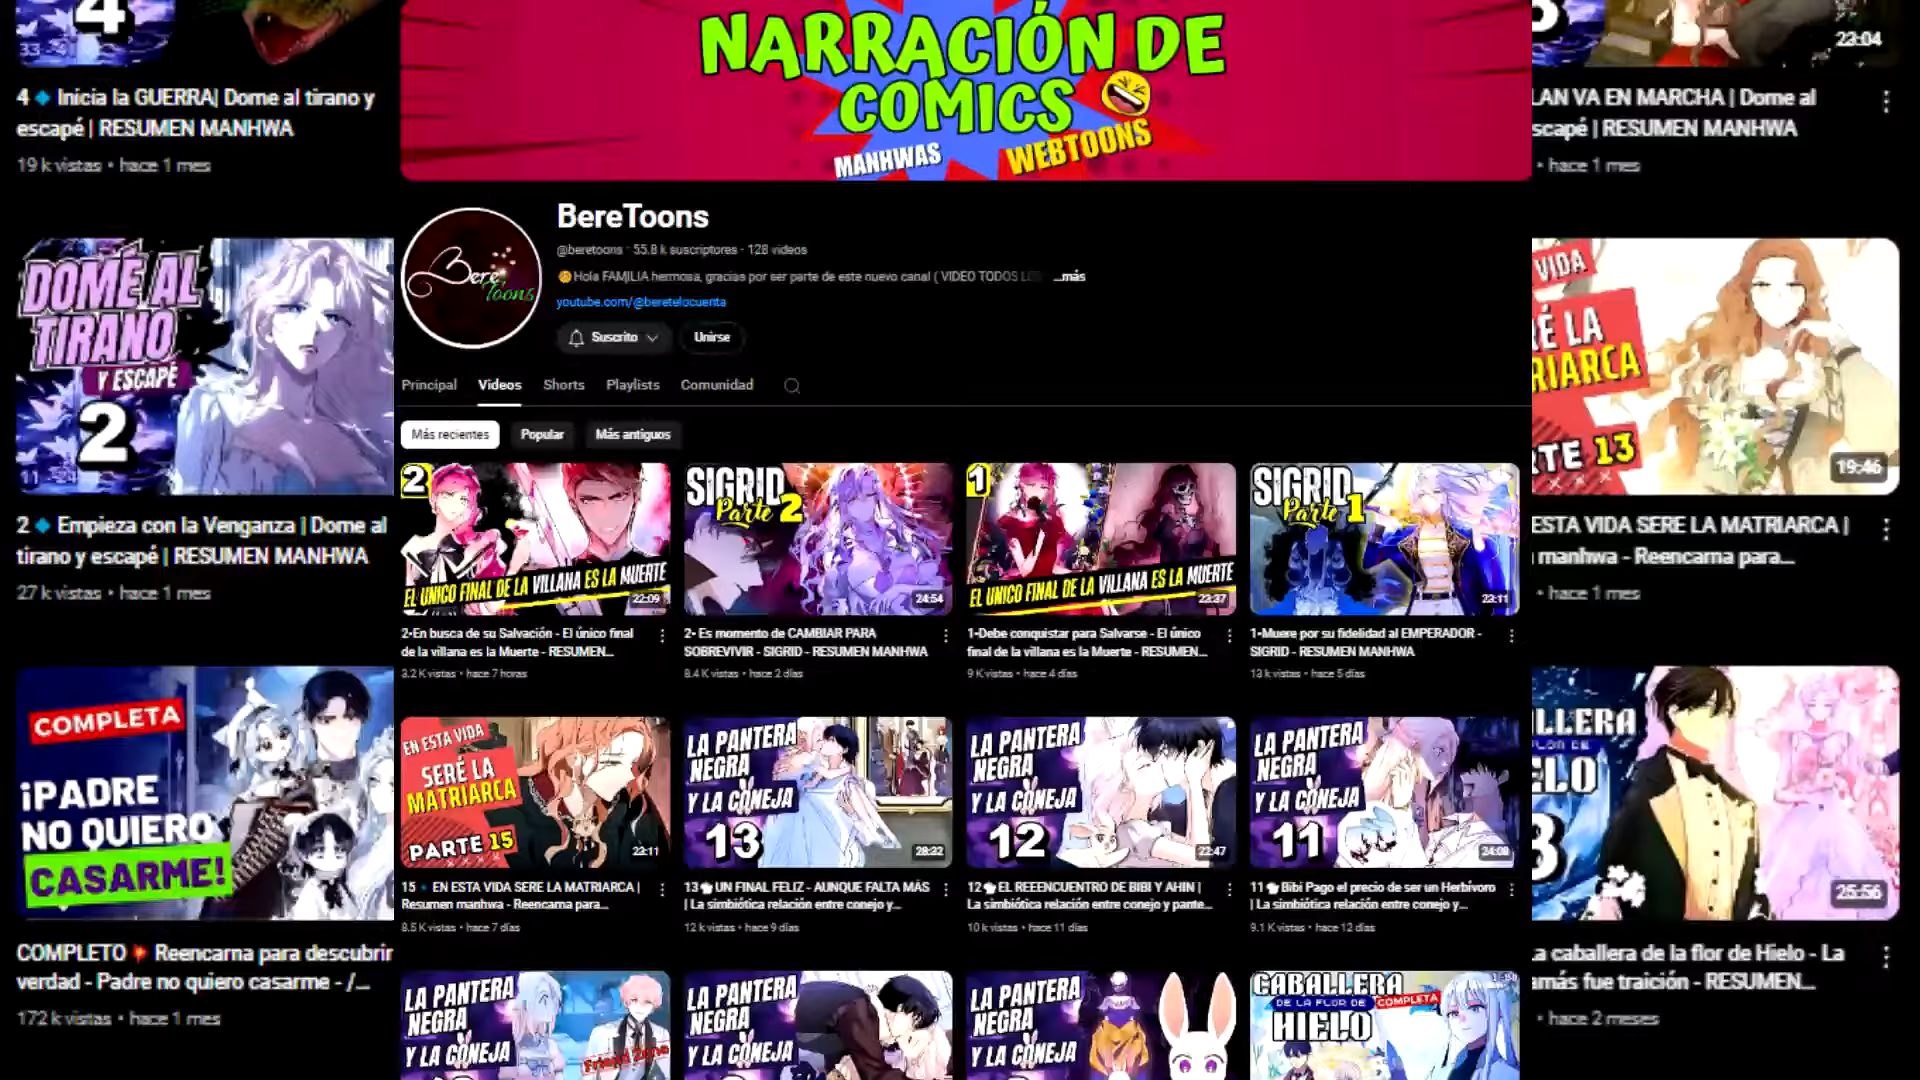 4
33
4 🔹 Inicia la GUERRA| Dome al tirano y
escapé | RESUMEN MANHWA
19 k vistas • hace 1 mes
DOMÉ AL
TIRANO
Y ESCAPÉ
2
11
2 🔹 Empieza con la Venganza | Dome al
tirano y escapé | RESUMEN MANHWA
27 k vistas • hace 1 mes
COMPLETA
¡PADRE
NO QUIERO
CASARME!
COMPLETO 💥 Reencarna para descubrir
verdad - Padre no quiero casarme - /...
172 k vistas • hace 1 mes
NARRACIÓN DE
COMICS
MANHWAS
WEBTOONS
Bere
Toons
BereToons
@beretoons · 55.8 k suscriptores · 128 videos
Hola FAMILIA hermosa, gracias por ser parte de este nuevo canal ( VIDEO TODOS ...más
youtube.com/@beretelocuenta
Suscrito
Unirse
Principal
Videos
Shorts
Playlists
Comunidad
Más recientes
Popular
Más antiguos
2
EL UNICO FINAL DE LA VILLANA ES LA MUERTE
22:09
2•En busca de su Salvación - El único final
de la villana es la Muerte - RESUMEN...
3.2 K vistas • hace 7 horas
SIGRID
Parte 2
24:54
2• Es momento de CAMBIAR PARA
SOBREVIVIR - SIGRID - RESUMEN MANHWA
8.4 K vistas • hace 2 días
1
EL UNICO FINAL DE LA VILLANA ES LA MUERTE
23:37
1•Debe conquistar para Salvarse - El único
final de la villana es la Muerte - RESUMEN...
9 K vistas • hace 4 días
SIGRID
Parte 1
23:11
1•Muere por su fidelidad al EMPERADOR -
SIGRID - RESUMEN MANHWA
13 k vistas • hace 5 días
EN ESTA VIDA
SERÉ LA
MATRIARCA
PARTE 15
23:11
15 🔹 EN ESTA VIDA SERE LA MATRIARCA |
Resumen manhwa - Reencarna para...
8.5 K vistas • hace 7 días
LA PANTERA
NEGRA
Y LA CONEJA
13
28:22
13 UN FINAL FELIZ - AUNQUE FALTA MÁS
| La simbiótica relación entre conejo y...
12 k vistas • hace 9 días
LA PANTERA
NEGRA
Y LA CONEJA
12
22:47
12 EL REEENCUENTRO DE BIBI Y AHIN |
La simbiótica relación entre conejo y pante...
10 k vistas • hace 11 días
LA PANTERA
NEGRA
Y LA CONEJA
11
24:08
11 Bibi Pago el precio de ser un Herbívoro
| La simbiótica relación entre conejo y...
9.1 K vistas • hace 12 días
LA PANTERA
NEGRA
Y LA CONEJA
Friend Zone
LA PANTERA
NEGRA
Y LA CONEJA
LA PANTERA
NEGRA
Y LA CONEJA
CABALLERA
DE LA FLOR DE
COMPLETA
HIELO
23:04
LAN VA EN MARCHA | Dome al
scapé | RESUMEN MANHWA
• hace 1 mes
VIDA
É LA
RIARCA
TE 13
19:46
ESTA VIDA SERE LA MATRIARCA |
manhwa - Reencarna para...
• hace 1 mes
ALLERA
FLOR DE
ELO
3
25:56
a caballera de la flor de Hielo - La
amás fue traición - RESUMEN...
• hace 2 meses